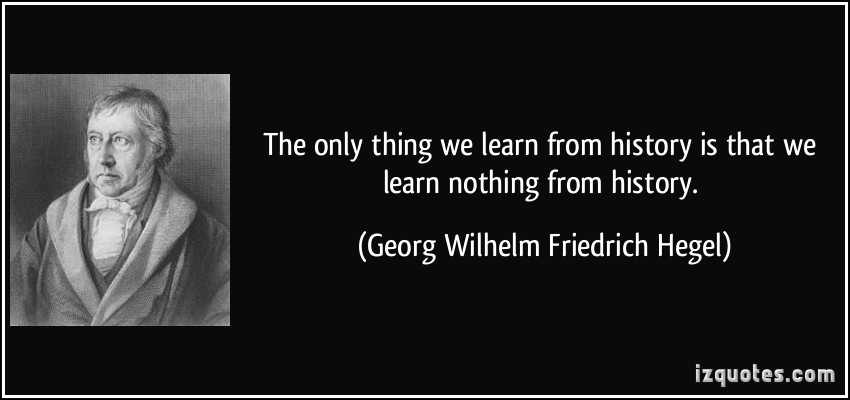 The only thing we learn from history is that we
learn nothing from history.
(Georg Wilhelm Friedrich Hegel)
izquotes.com